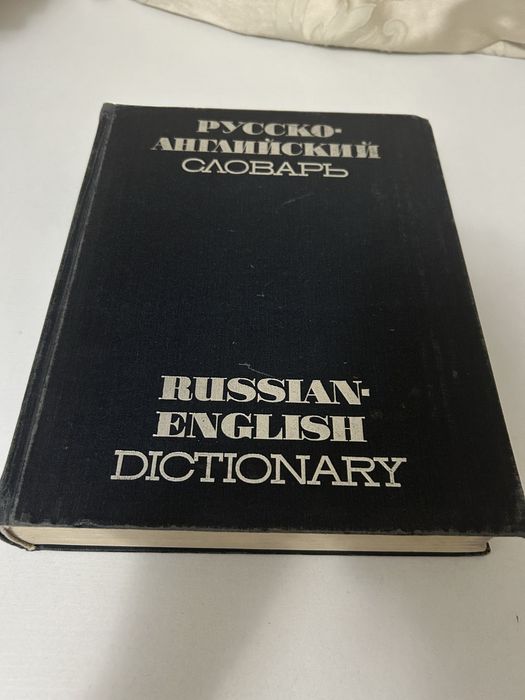 РУССКО-
АНГЛИЙСКИЙ
СЛОВАРЬ
RUSSIAN-
ENGLISH
DICTIONARY